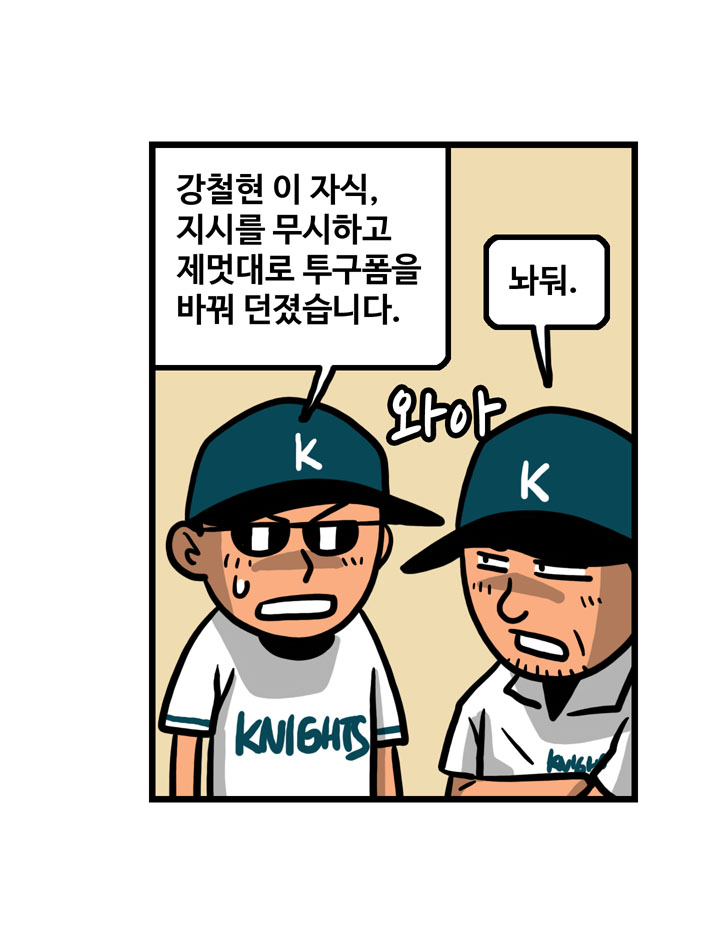 강철현 이 자식,
지시를 무시하고
제멋대로 투구폼을
바꿔 던졌습니다.
놔둬.
와아
K
K
KNIGHTS
KNIGH